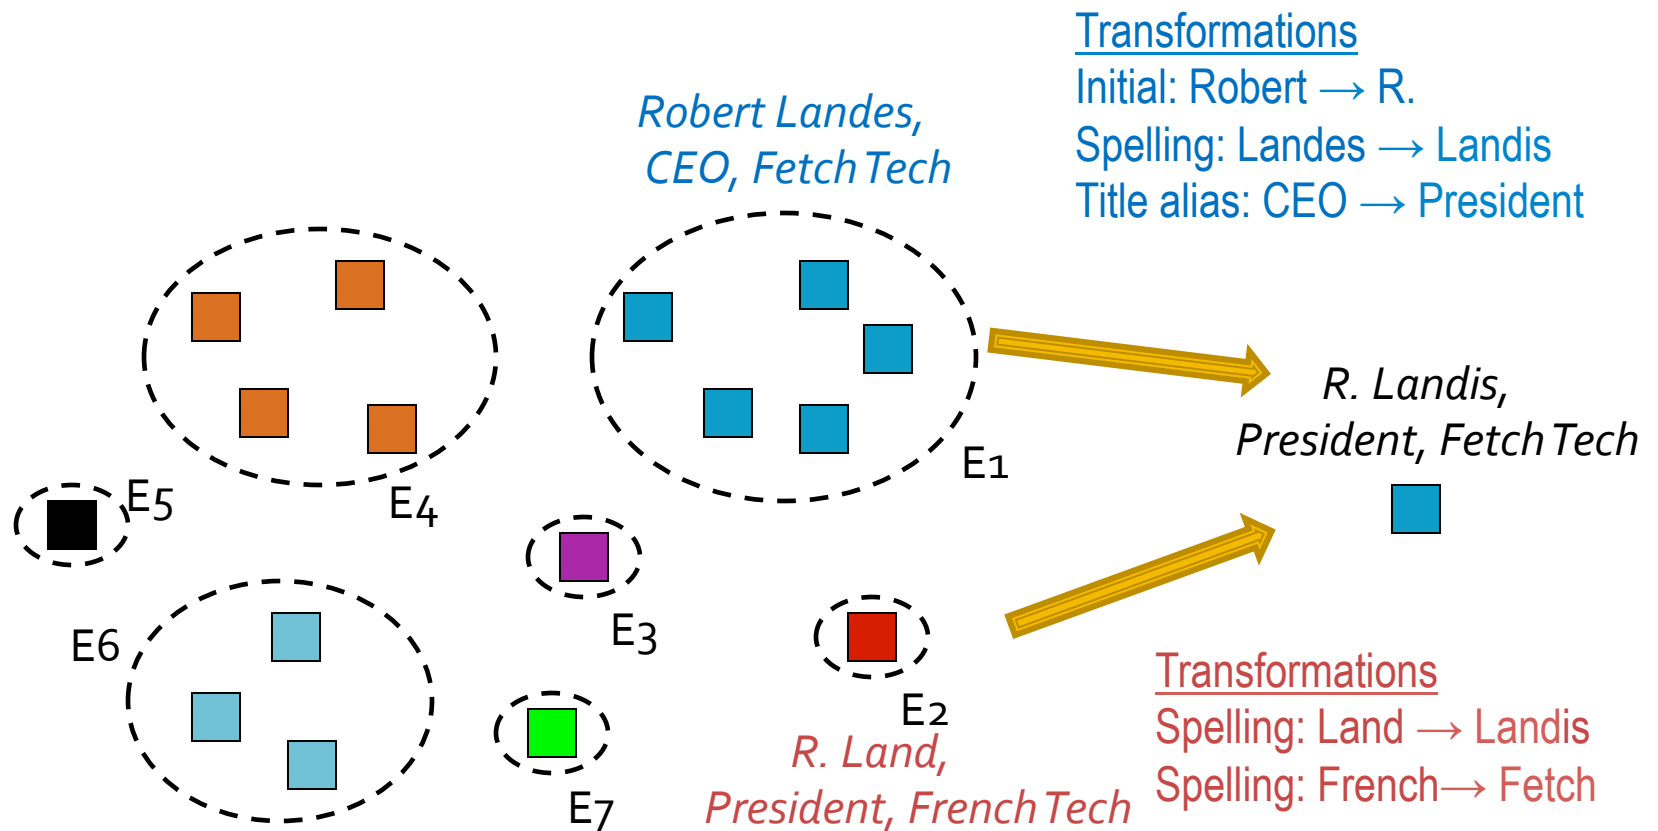 Transformations
Initial: Robert → R.
Spelling: Landes → Landis
Title alias: CEO → President
Robert Landes,
CEO, Fetch Tech
R. Landis,
President, Fetch Tech
E1
E4
E5
E3
E6
E2
E7
R. Land,
President, French Tech
Transformations
Spelling: Land → Landis
Spelling: French→ Fetch